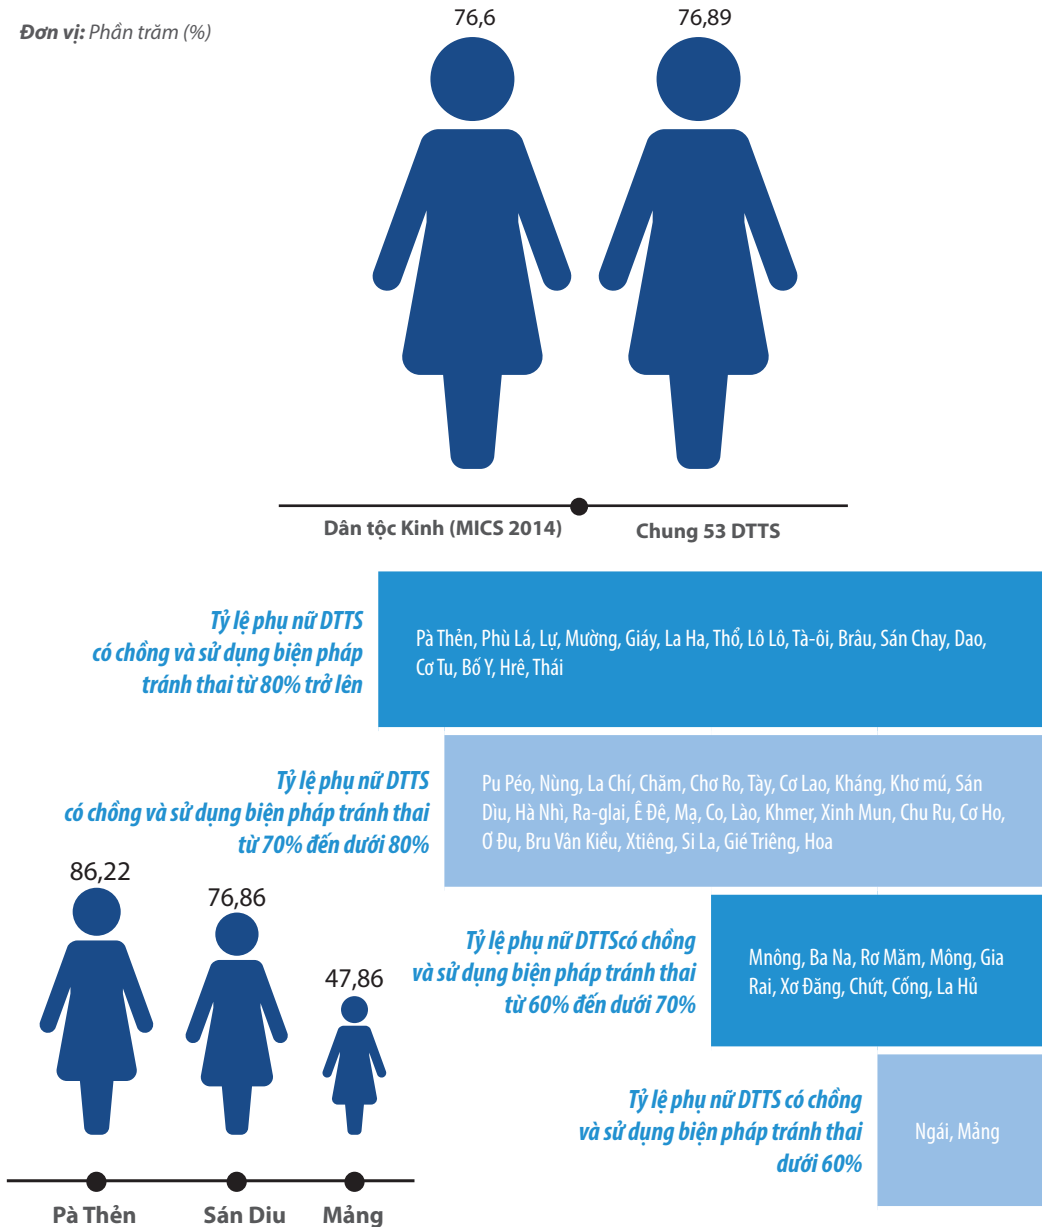 Đơn vị: Phần trăm (%)
76,6
76,89
Dân tộc Kinh (MICS 2014)
Chung 53 DTTS
Tỷ lệ phụ nữ DTTS
có chồng và sử dụng biện pháp
tránh thai từ 80% trở lên
Pà Thẻn, Phù Lá, Lự, Mường, Giáy, La Ha, Thổ, Lô Lô, Tà-ôi, Brâu, Sán Chay, Dao,
Cơ Tu, Bố Y, Hrê, Thái
Tỷ lệ phụ nữ DTTS
có chồng và sử dụng biện pháp tránh thai
từ 70% đến dưới 80%
Pu Péo, Nùng, La Chí, Chăm, Chơ Ro, Tày, Cơ Lao, Kháng, Khơ mú, Sán
Dìu, Hà Nhì, Ra-glai, Ê Đê, Mạ, Co, Lào, Khmer, Xinh Mun, Chu Ru, Cơ Ho,
Ơ Đu, Bru Vân Kiều, Xtiêng, Si La, Gié Triêng, Hoa
Tỷ lệ phụ nữ DTTScó chồng
và sử dụng biện pháp tránh thai
từ 60% đến dưới 70%
Mnông, Ba Na, Rơ Măm, Mông, Gia
Rai, Xơ Đăng, Chứt, Cống, La Hủ
Tỷ lệ phụ nữ DTTS có chồng
và sử dụng biện pháp tránh thai
dưới 60%
Ngái, Mảng
86,22
76,86
47,86
Pà Thẻn
Sán Diu
Mảng